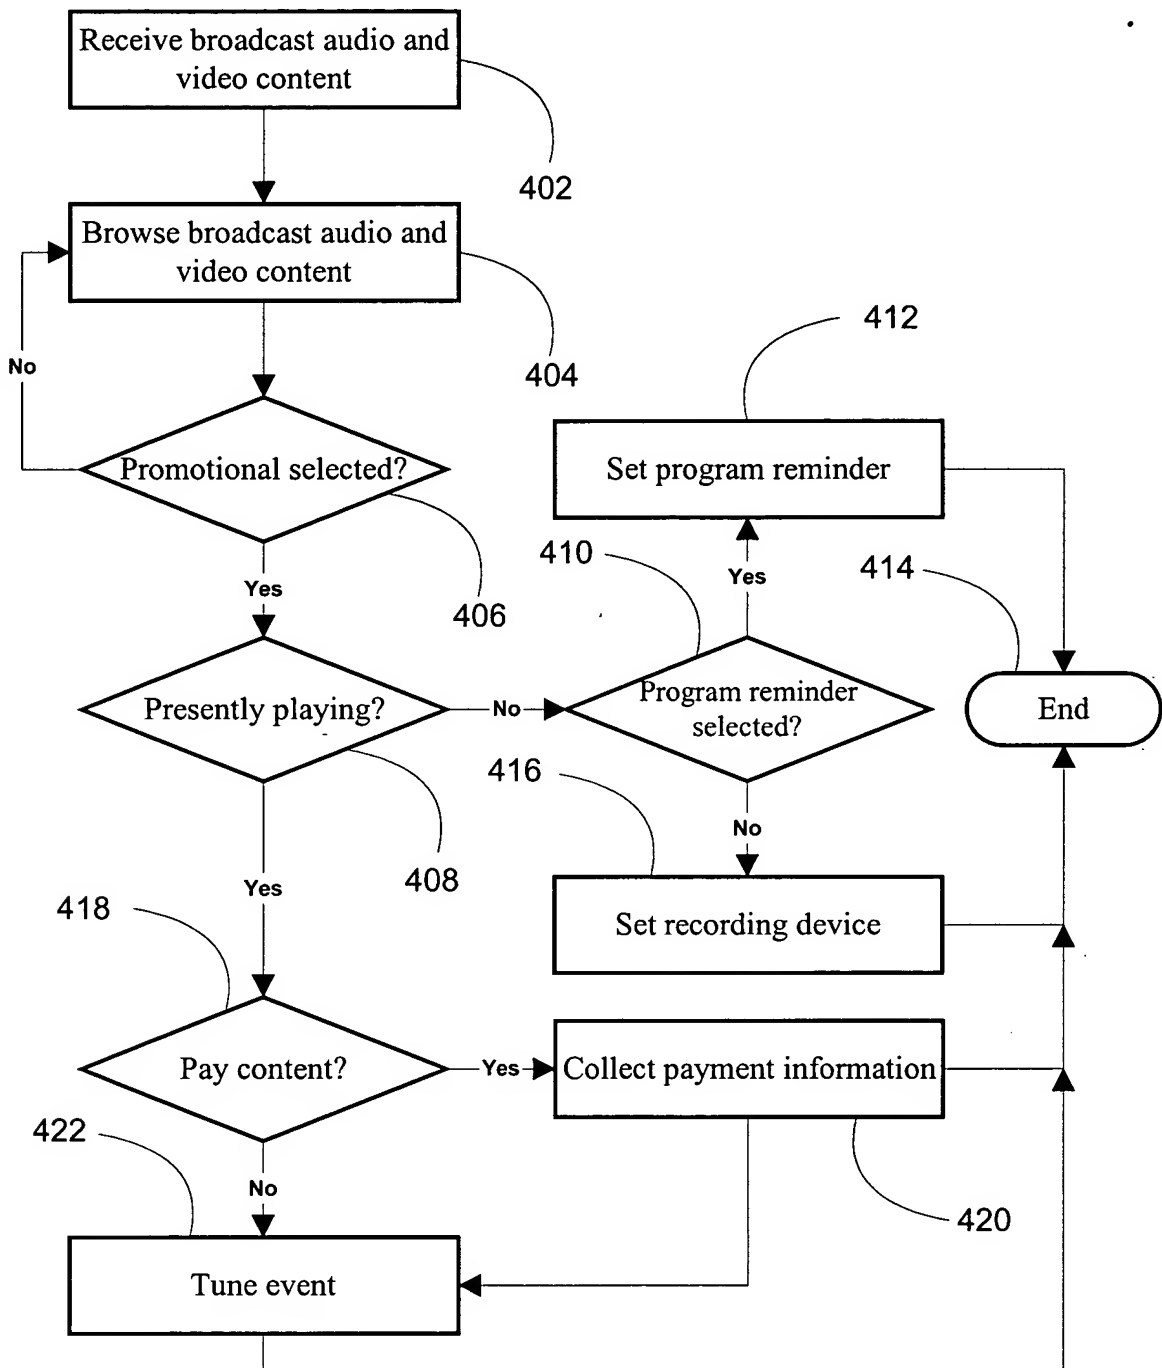 Receive broadcast audio and
video content
402
Browse broadcast audio and
video content
404
No
412
Promotional selected?
Set program reminder
410
414
Yes
Yes
406
Presently playing?
No
Program reminder
selected?
End
416
No
408
Yes
418
Set recording device
Pay content?
Yes
Collect payment information
422
No
420
Tune event